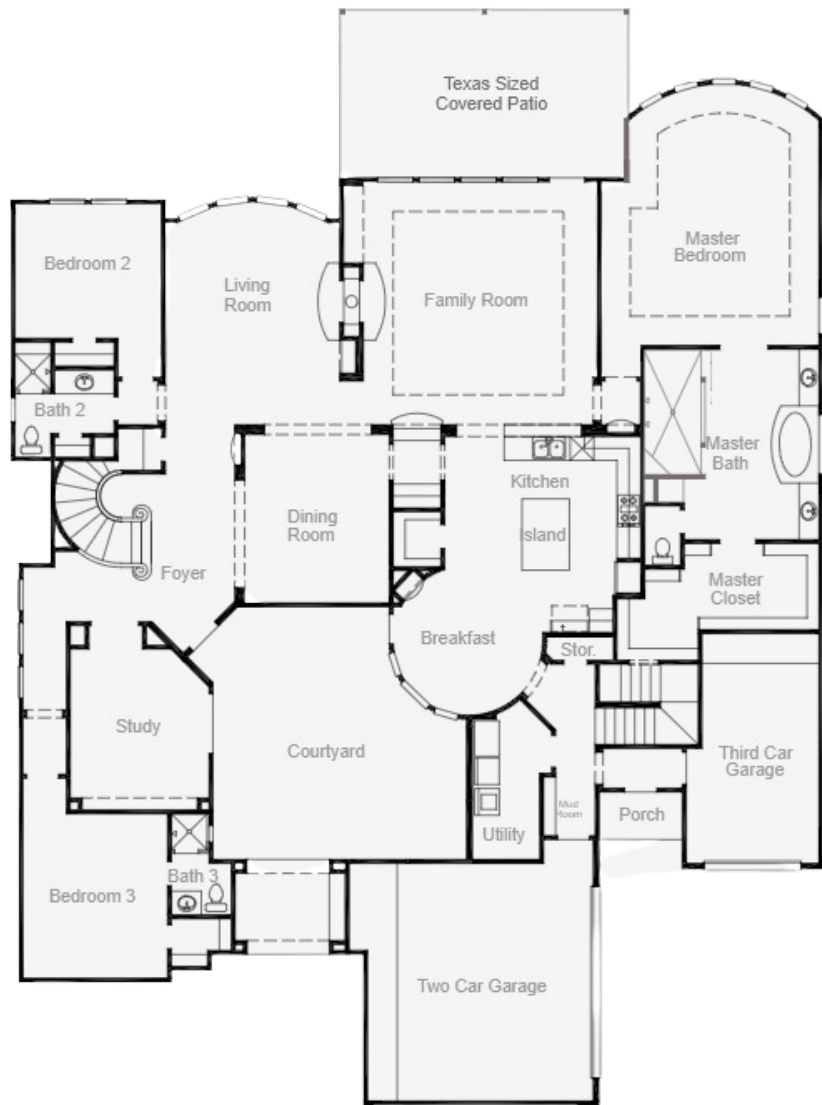 Texas Sized
Covered Patio
Master
Bedroom
Bedroom 2
Living
Room
Family Room
Bath 2
Master
Bath
Kitchen
Dining
Room
Island
Foyer
Master
Closet
Breakfast
Stor.
Study
Courtyard
Third Car
Garage
Mud
Room
Porch
Utility
Bath 3
Bedroom 3
Two Car Garage